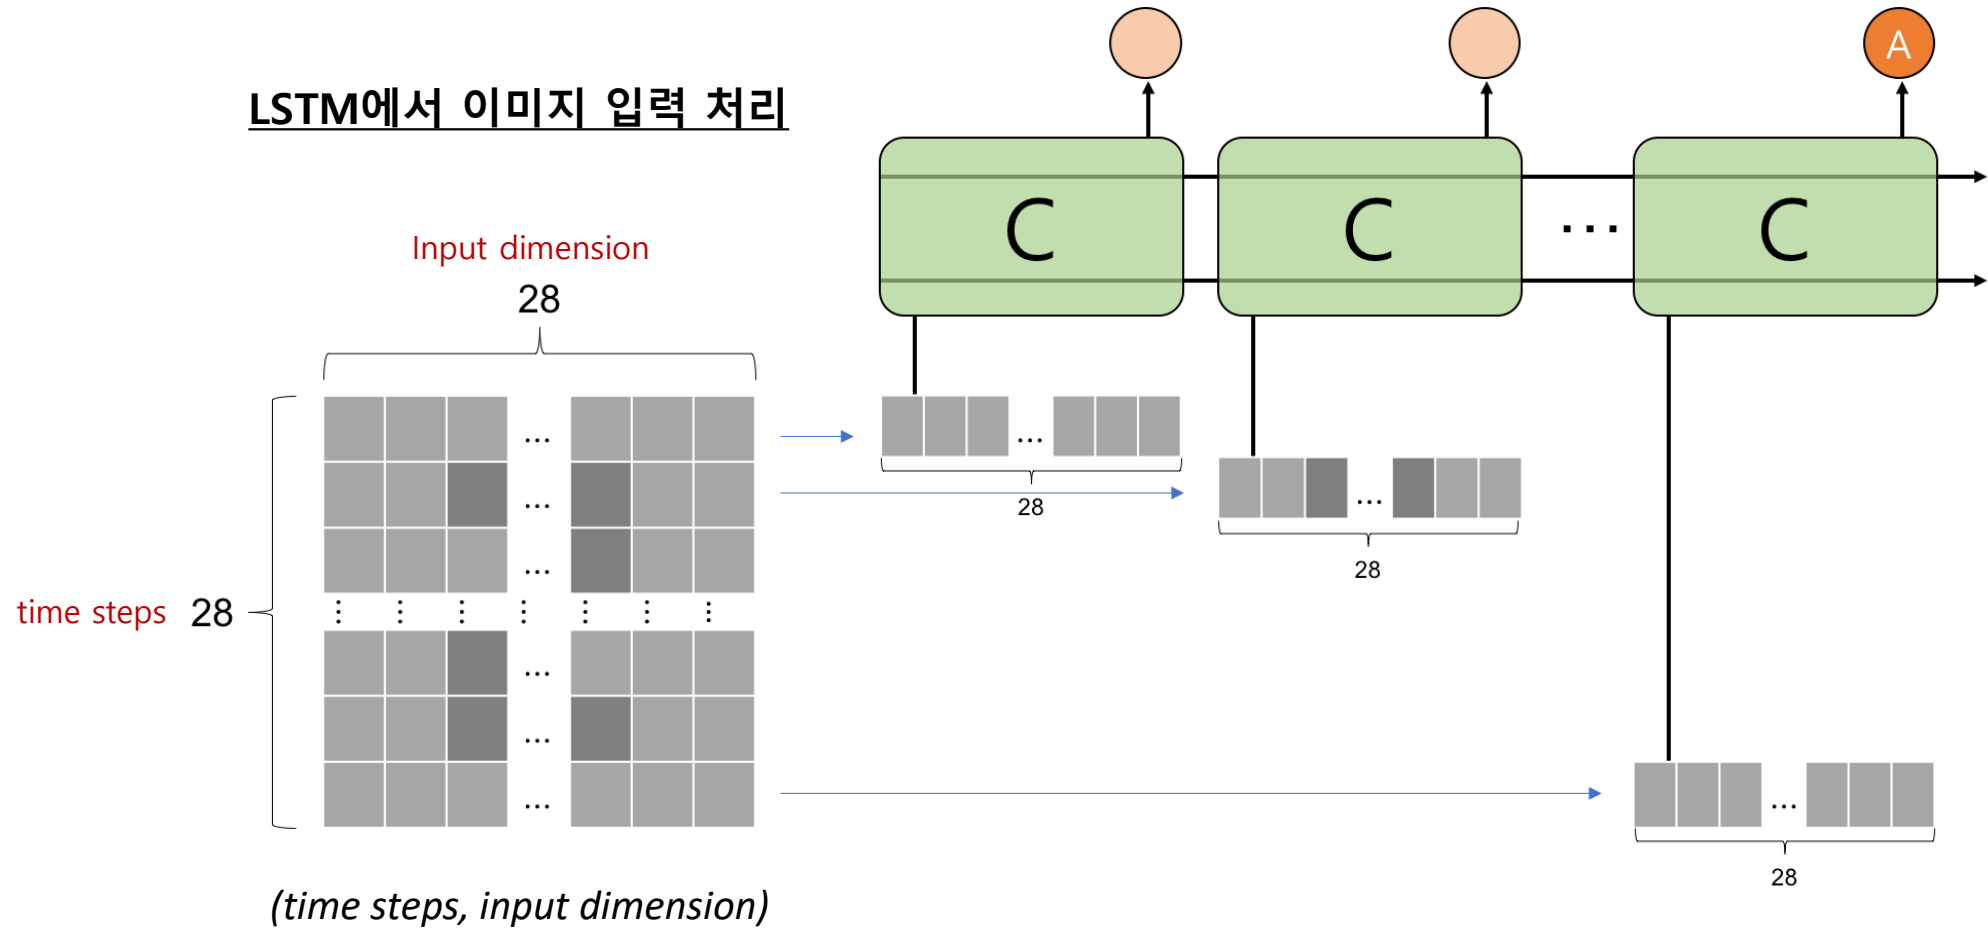 LSTM에서 이미지 입력 처리
A
C
C
...
C
Input dimension
28
...
28
...
...
28
...
...
28
time steps 28
...
...
...
...
28
(time steps, input dimension)